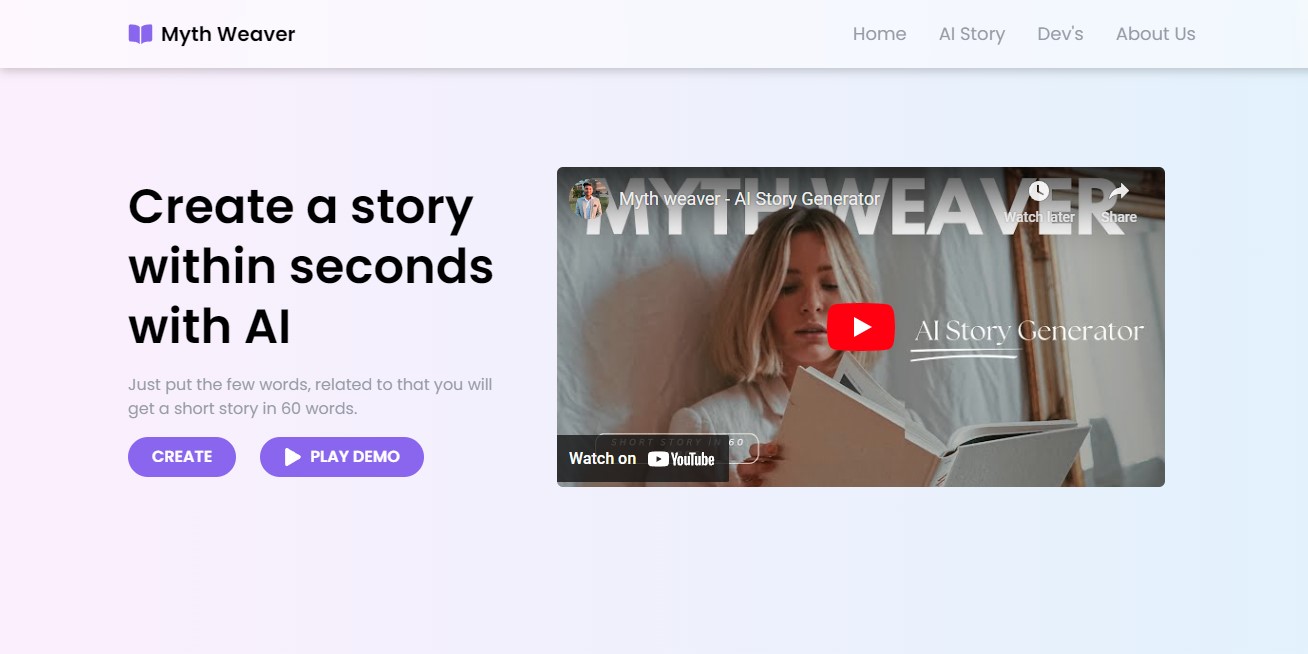 Myth Weaver
Home
AI Story
Dev's
About Us
Create a story
within seconds
with AI
Just put the few words, related to that you will
get a short story in 60 words.
CREATE
PLAY DEMO
MYTH WEAVER
Myth weaver - AI Story Generator
Watch later
Share
AI Story Generator
SHORT STORY IN 60
Watch on YouTube